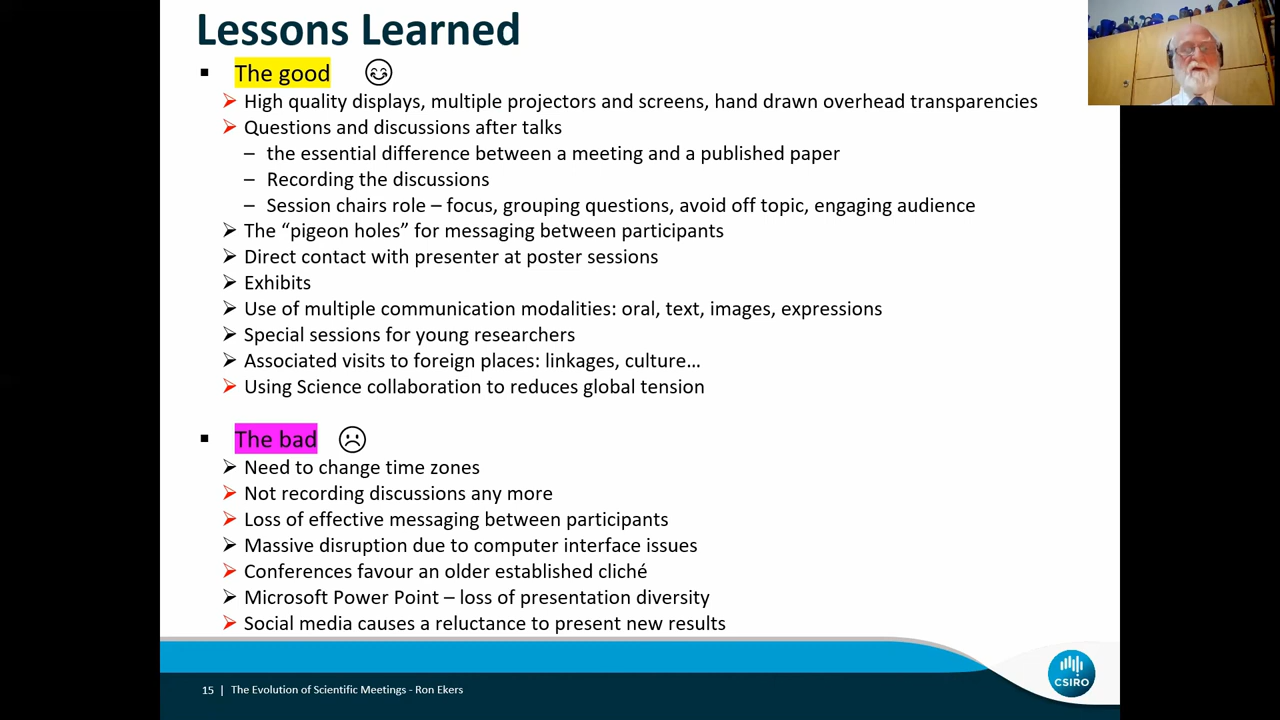 Lessons Learned
The good
High quality displays, multiple projectors and screens, hand drawn overhead transparencies
Questions and discussions after talks
– the essential difference between a meeting and a published paper
– Recording the discussions
– Session chairs role – focus, grouping questions, avoid off topic, engaging audience
The “pigeon holes” for messaging between participants
Direct contact with presenter at poster sessions
Exhibits
Use of multiple communication modalities: oral, text, images, expressions
Special sessions for young researchers
Associated visits to foreign places: linkages, culture…
Using Science collaboration to reduces global tension
The bad
Need to change time zones
Not recording discussions any more
Loss of effective messaging between participants
Massive disruption due to computer interface issues
Conferences favour an older established cliché
Microsoft Power Point – loss of presentation diversity
Social media causes a reluctance to present new results
15 | The Evolution of Scientific Meetings - Ron Ekers
CSIRO